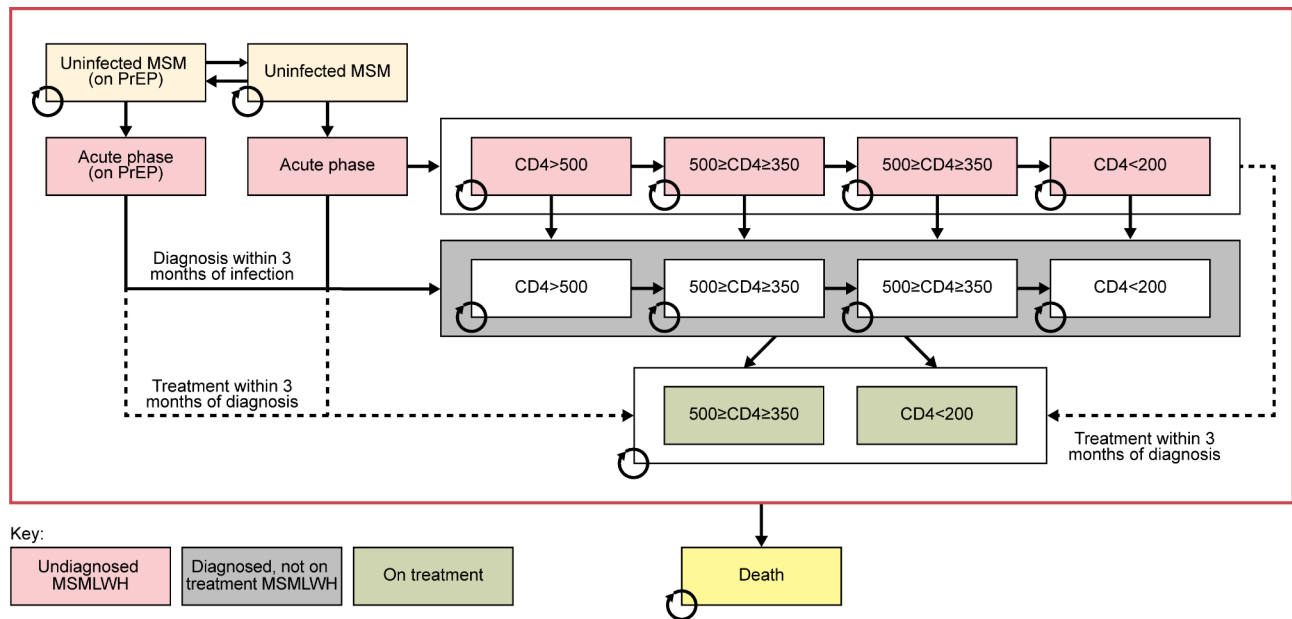 Uninfected MSM
(on PrEP)
Uninfected MSM
Acute phase
(on PrEP)
Acute phase
CD4>500
500≥CD4≥350
500≥CD4≥350
CD4<200
Diagnosis within 3
months of infection
CD4>500
500≥CD4≥350
500≥CD4≥350
CD4<200
Treatment within 3
months of diagnosis
500≥CD4≥350
CD4<200
Treatment within 3
months of diagnosis
Key:
Undiagnosed
MSMLWH
Diagnosed, not on
treatment MSMLWH
On treatment
Death